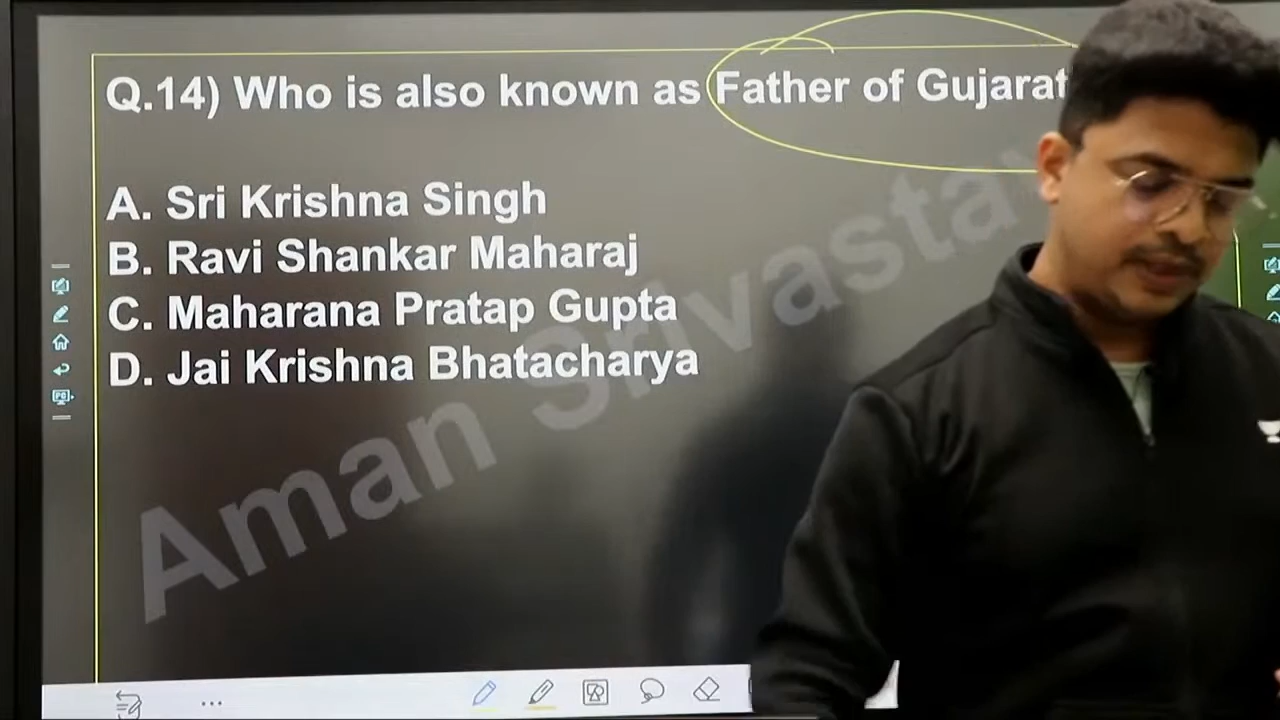 Q.14) Who is also known as Father of Gujarat
A. Sri Krishna Singh
B. Ravi Shankar Maharaj
C. Maharana Pratap Gupta
D. Jai Krishna Bhatacharya
Aman Srivasta